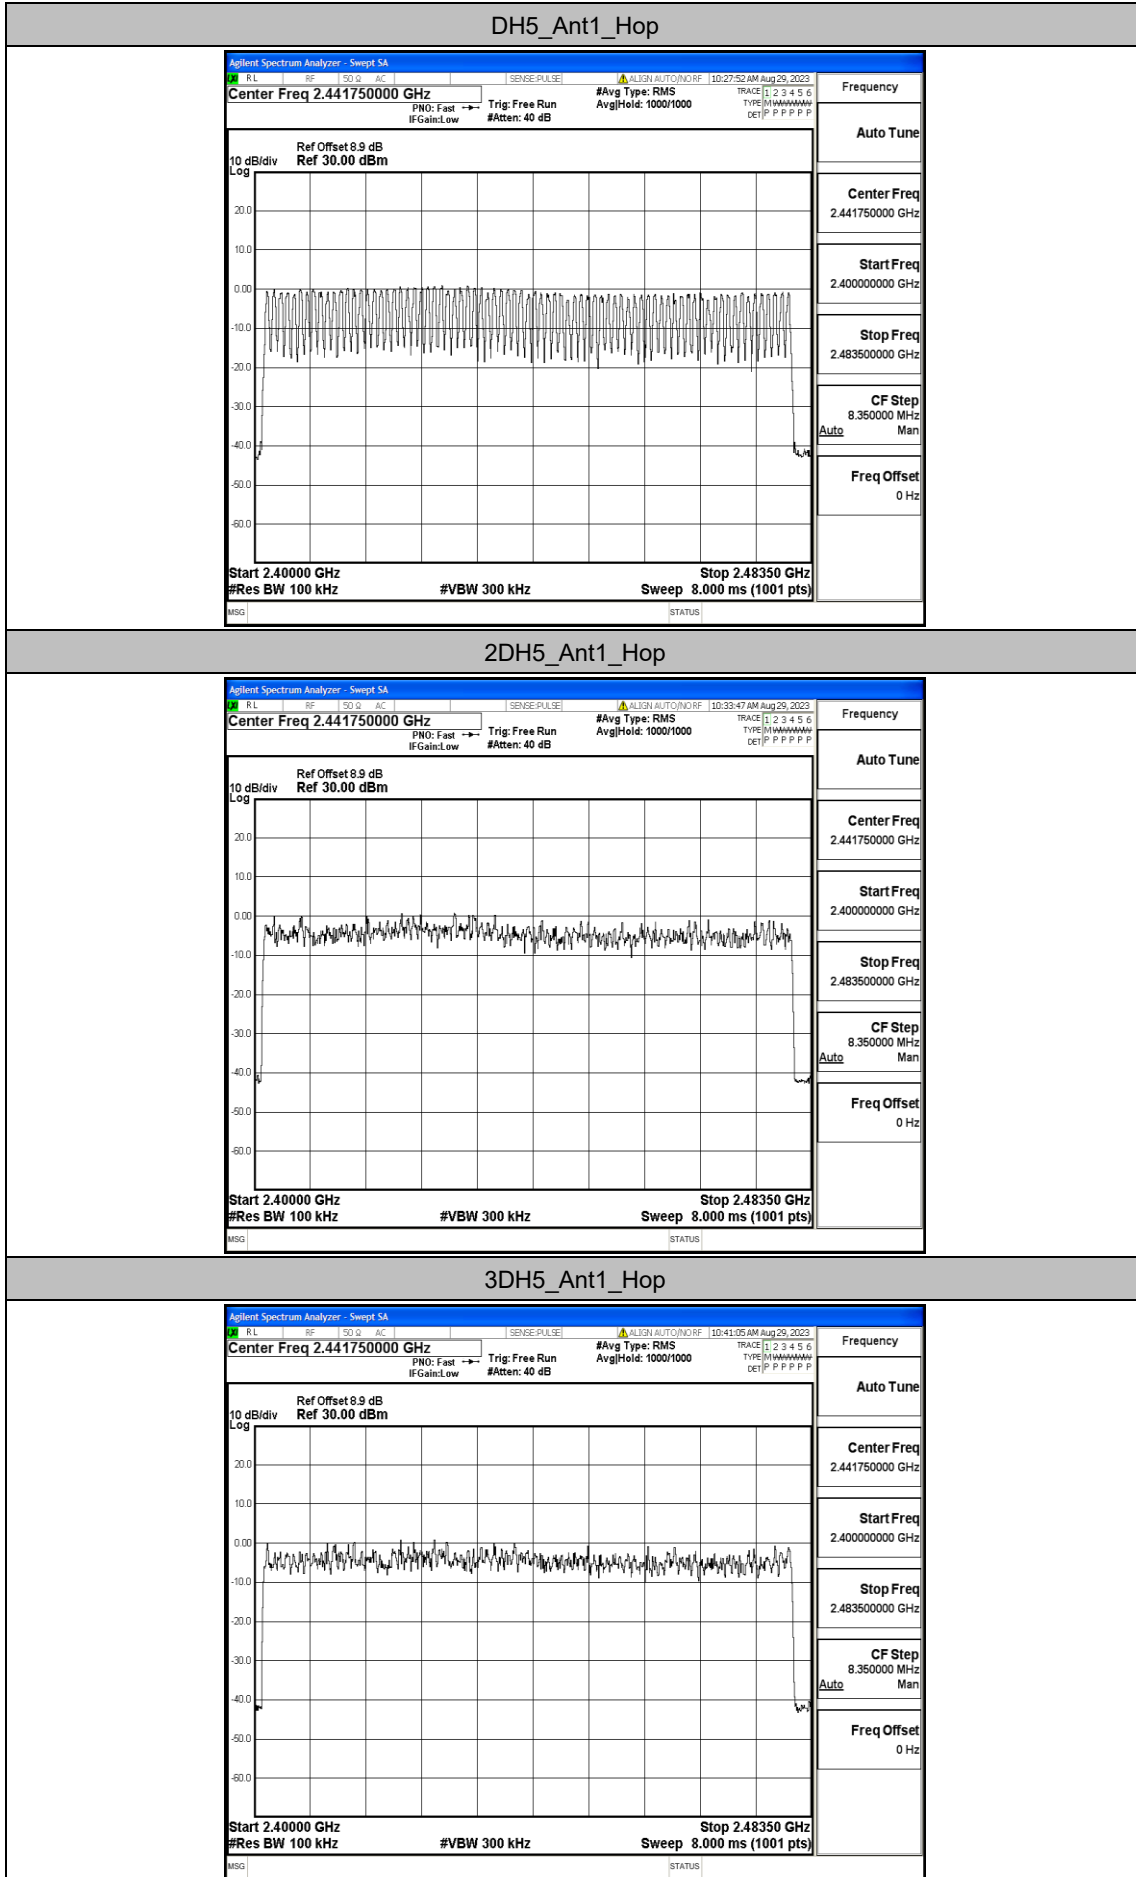 DH5_Ant1_Hop
Agilent Spectrum Analyzer - Swept SA
LXI RL RF 50 Ω AC SENSE:PULSE ALIGN AUTO/NO RF 10:27:52 AM Aug 29, 2023
Center Freq 2.441750000 GHz #Avg Type: RMS TRACE 1 2 3 4 5 6
PNO: Fast Trig: Free Run Avg|Hold: 1000/1000 TYPE M WWWWW
IFGain:Low #Atten: 40 dB DET P P P P P P
Ref Offset 8.9 dB
10 dB/div Ref 30.00 dBm
Log
20.0
10.0
0.00
-10.0
-20.0
-30.0
-40.0
-50.0
-60.0
Start 2.40000 GHz Stop 2.48350 GHz
#Res BW 100 kHz #VBW 300 kHz Sweep 8.000 ms (1001 pts)
MSG STATUS
Frequency
Auto Tune
Center Freq
2.441750000 GHz
Start Freq
2.400000000 GHz
Stop Freq
2.483500000 GHz
CF Step
8.350000 MHz
Auto Man
Freq Offset
0 Hz
2DH5_Ant1_Hop
Agilent Spectrum Analyzer - Swept SA
LXI RL RF 50 Ω AC SENSE:PULSE ALIGN AUTO/NO RF 10:33:47 AM Aug 29, 2023
Center Freq 2.441750000 GHz #Avg Type: RMS TRACE 1 2 3 4 5 6
PNO: Fast Trig: Free Run Avg|Hold: 1000/1000 TYPE M WWWWW
IFGain:Low #Atten: 40 dB DET P P P P P P
Ref Offset 8.9 dB
10 dB/div Ref 30.00 dBm
Log
20.0
10.0
0.00
-10.0
-20.0
-30.0
-40.0
-50.0
-60.0
Start 2.40000 GHz Stop 2.48350 GHz
#Res BW 100 kHz #VBW 300 kHz Sweep 8.000 ms (1001 pts)
MSG STATUS
Frequency
Auto Tune
Center Freq
2.441750000 GHz
Start Freq
2.400000000 GHz
Stop Freq
2.483500000 GHz
CF Step
8.350000 MHz
Auto Man
Freq Offset
0 Hz
3DH5_Ant1_Hop
Agilent Spectrum Analyzer - Swept SA
LXI RL RF 50 Ω AC SENSE:PULSE ALIGN AUTO/NO RF 10:41:05 AM Aug 29, 2023
Center Freq 2.441750000 GHz #Avg Type: RMS TRACE 1 2 3 4 5 6
PNO: Fast Trig: Free Run Avg|Hold: 1000/1000 TYPE M WWWWW
IFGain:Low #Atten: 40 dB DET P P P P P P
Ref Offset 8.9 dB
10 dB/div Ref 30.00 dBm
Log
20.0
10.0
0.00
-10.0
-20.0
-30.0
-40.0
-50.0
-60.0
Start 2.40000 GHz Stop 2.48350 GHz
#Res BW 100 kHz #VBW 300 kHz Sweep 8.000 ms (1001 pts)
MSG STATUS
Frequency
Auto Tune
Center Freq
2.441750000 GHz
Start Freq
2.400000000 GHz
Stop Freq
2.483500000 GHz
CF Step
8.350000 MHz
Auto Man
Freq Offset
0 Hz